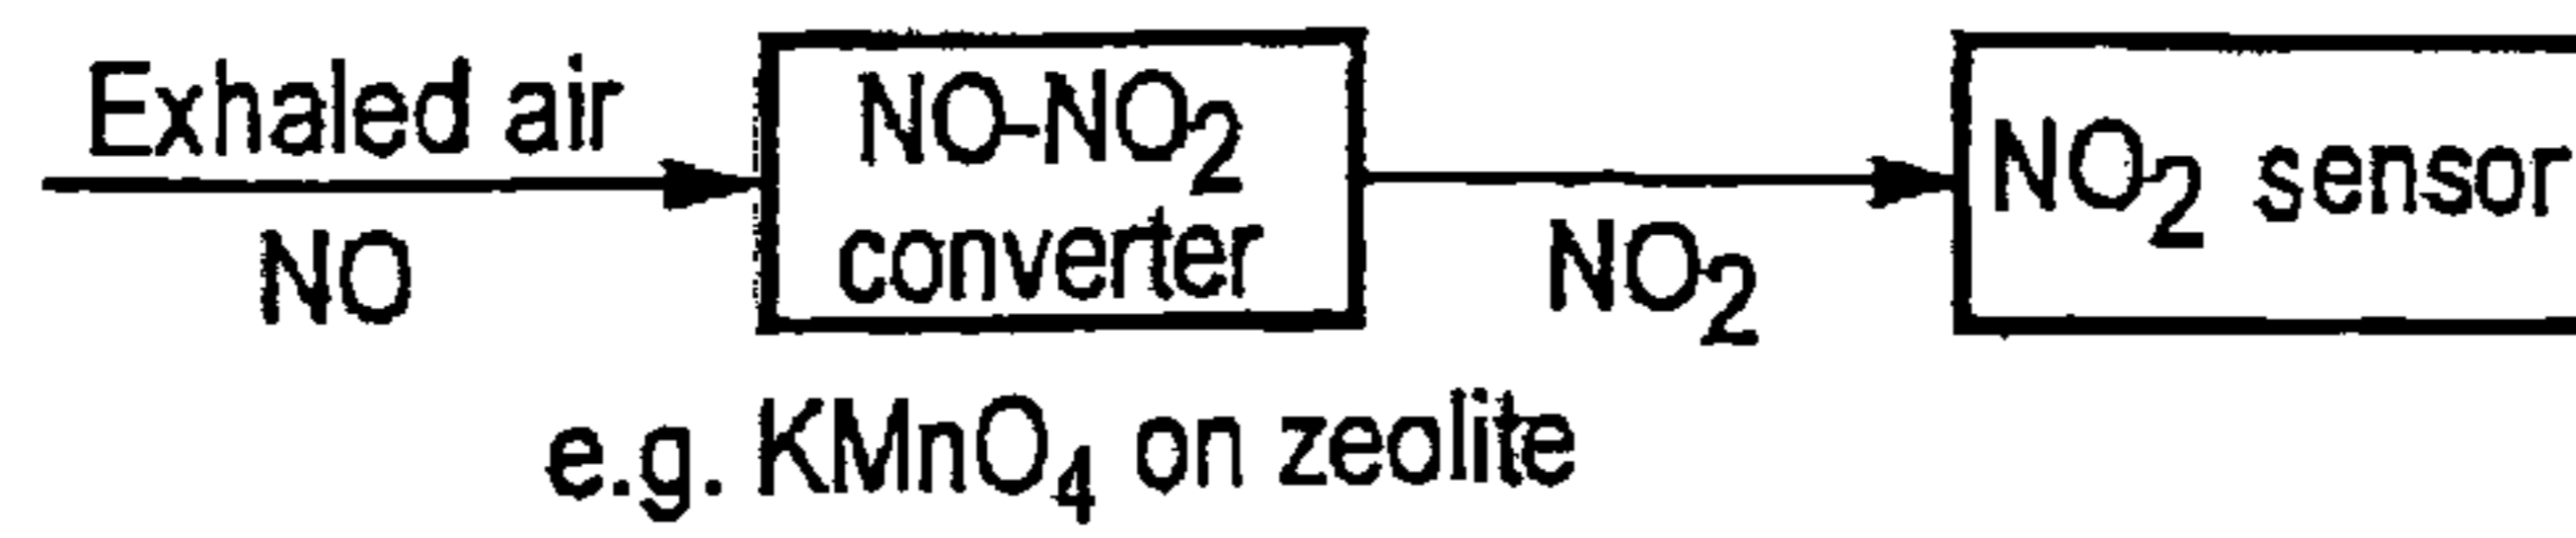 Exhaled air
NO
NO-NO2
converter
NO2
NO2 sensor
e.g. KMnO4 on zeolite